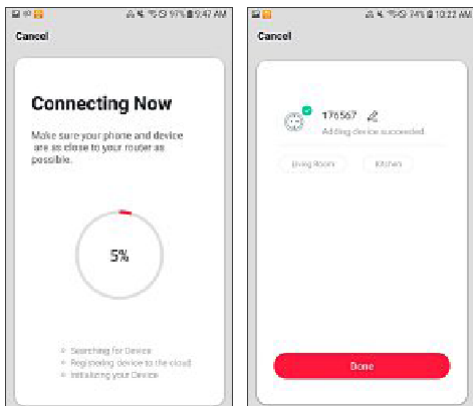 97% 9:47 AM
Cancel
Connecting Now
Make sure your phone and device
are as close to your router as
possible.
5%
Searching for Device
Registering device to the cloud
Initializing your Device
74% 10:22 AM
Cancel
176567
Adding device succeeded
Living Room Kitchen
Done